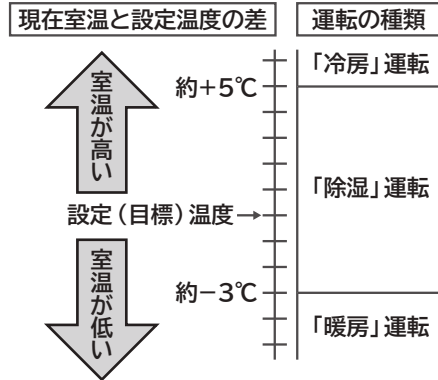 現在室温と設定温度の差
運転の種類
室温が高い
約+5℃
「冷房」運転
「除湿」運転
設定(目標)温度→
室温が低い
約−3℃
「暖房」運転